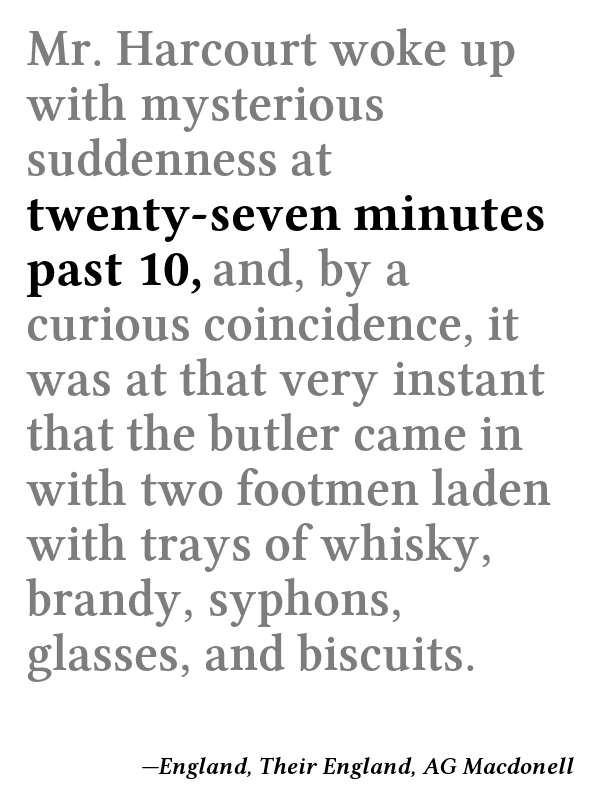 Mr. Harcourt woke up
with mysterious
suddenness at
twenty-seven minutes
past 10, and, by a
curious coincidence, it
was at that very instant
that the butler came in
with two footmen laden
with trays of whisky,
brandy, syphons,
glasses, and biscuits.
—England, Their England, AG Macdonell